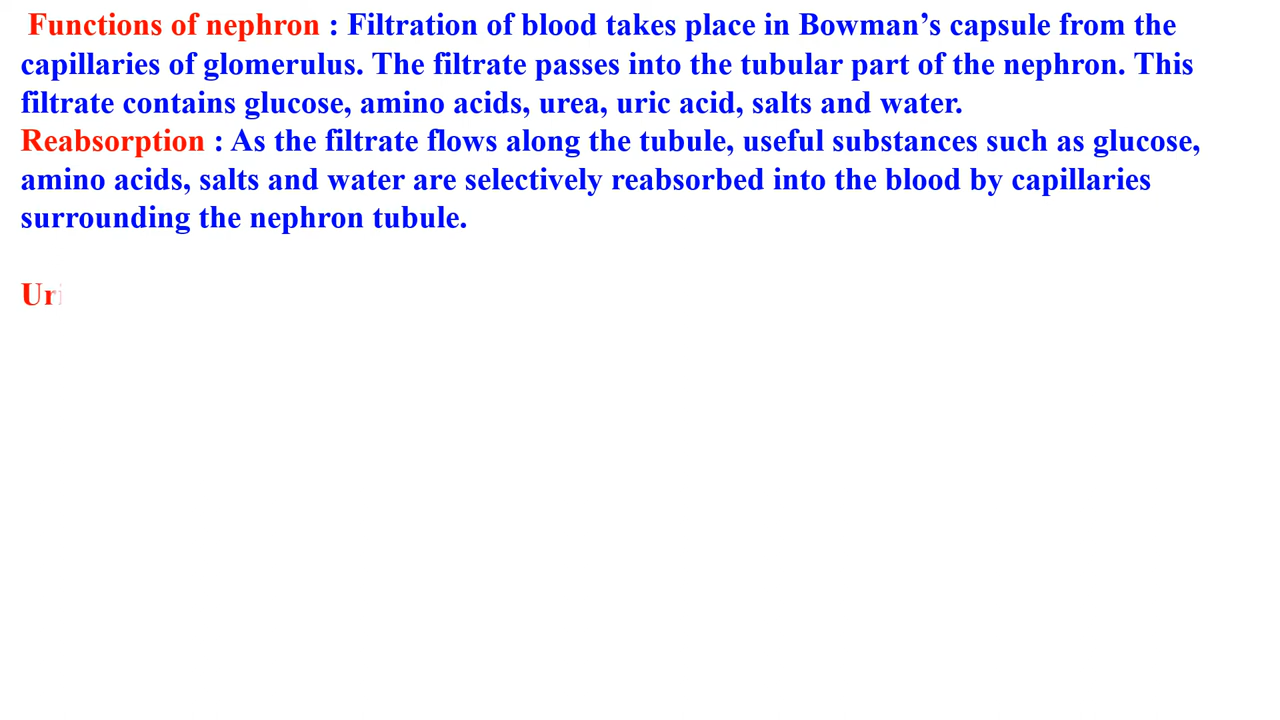 Functions of nephron : Filtration of blood takes place in Bowman’s capsule from the
capillaries of glomerulus. The filtrate passes into the tubular part of the nephron. This
filtrate contains glucose, amino acids, urea, uric acid, salts and water.
Reabsorption : As the filtrate flows along the tubule, useful substances such as glucose,
amino acids, salts and water are selectively reabsorbed into the blood by capillaries
surrounding the nephron tubule.
Uri